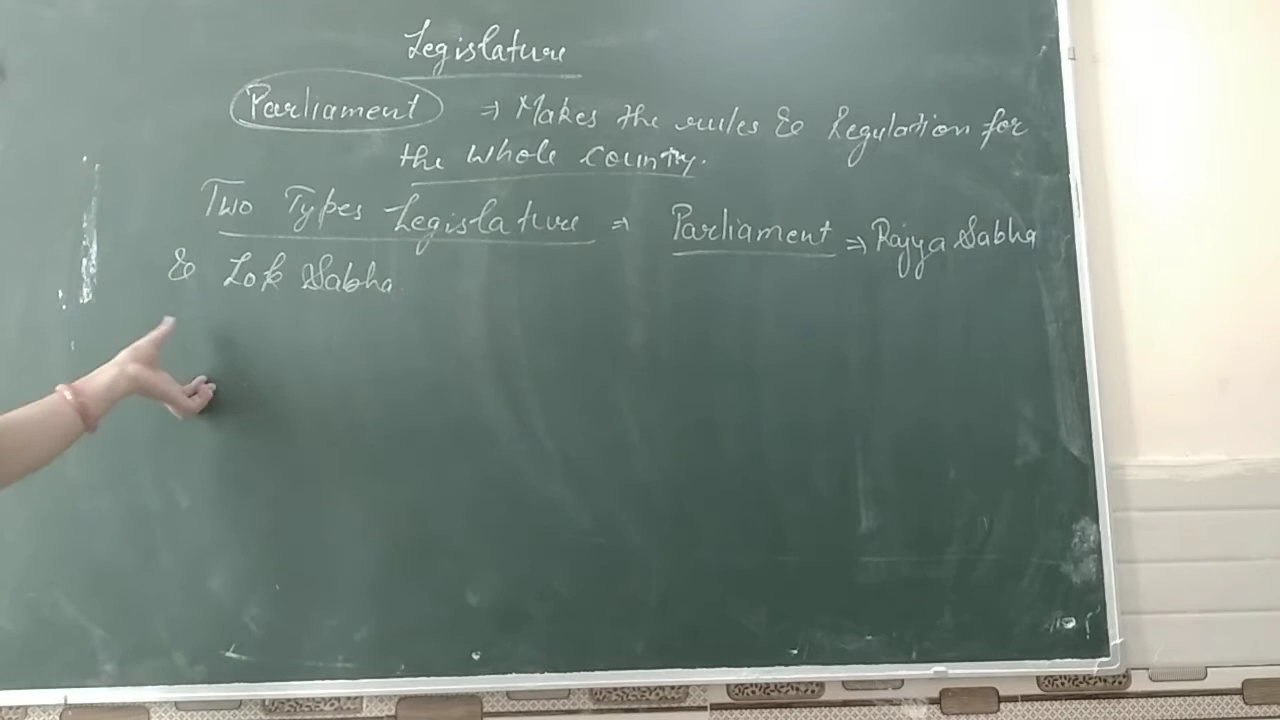 Legislature
Parliament ⇒ Makes the rules & Regulation for
the whole country.
Two Types Legislature ⇒ Parliament ⇒ Rajya Sabha
& Lok Sabha.